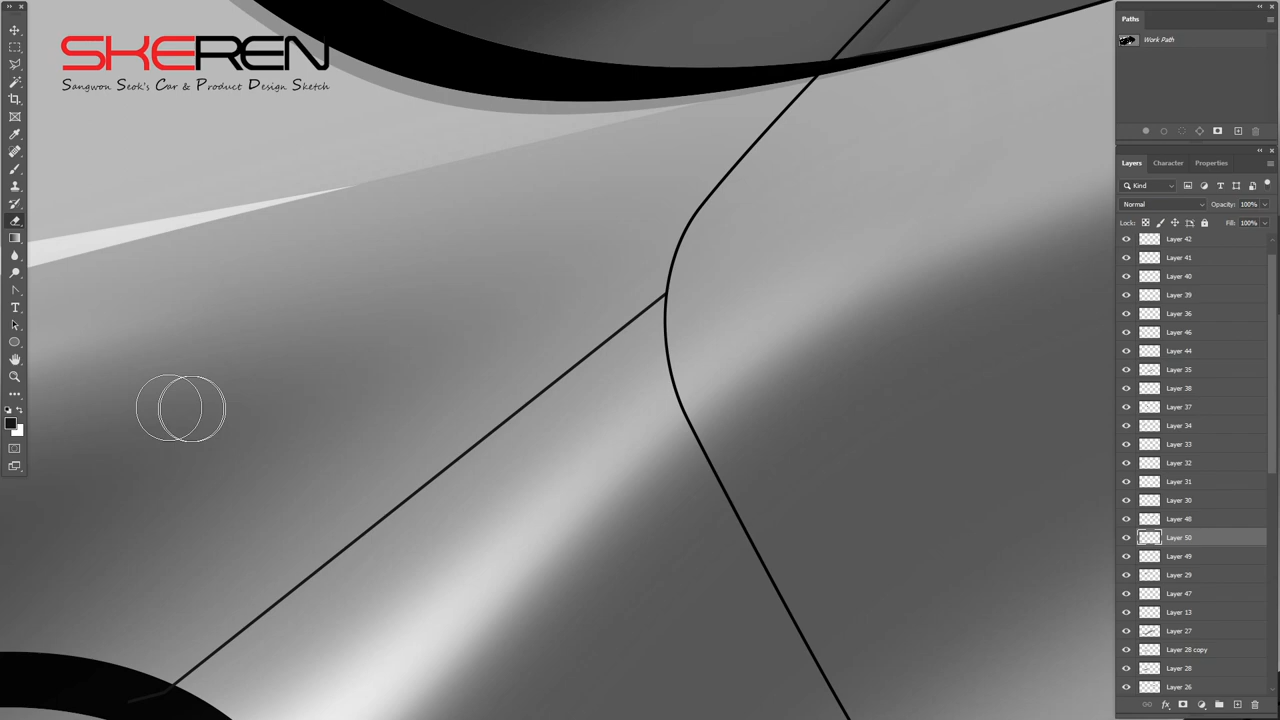 SKEREN
Sangwon Seok's Car & Product Design Sketch
Paths
Work Path
Layers Character Properties
Kind
Normal Opacity: 100%
Lock: Fill: 100%
Layer 42
Layer 41
Layer 40
Layer 39
Layer 36
Layer 46
Layer 44
Layer 35
Layer 38
Layer 37
Layer 34
Layer 33
Layer 32
Layer 31
Layer 30
Layer 48
Layer 50
Layer 49
Layer 29
Layer 47
Layer 13
Layer 27
Layer 28 copy
Layer 28
Layer 26